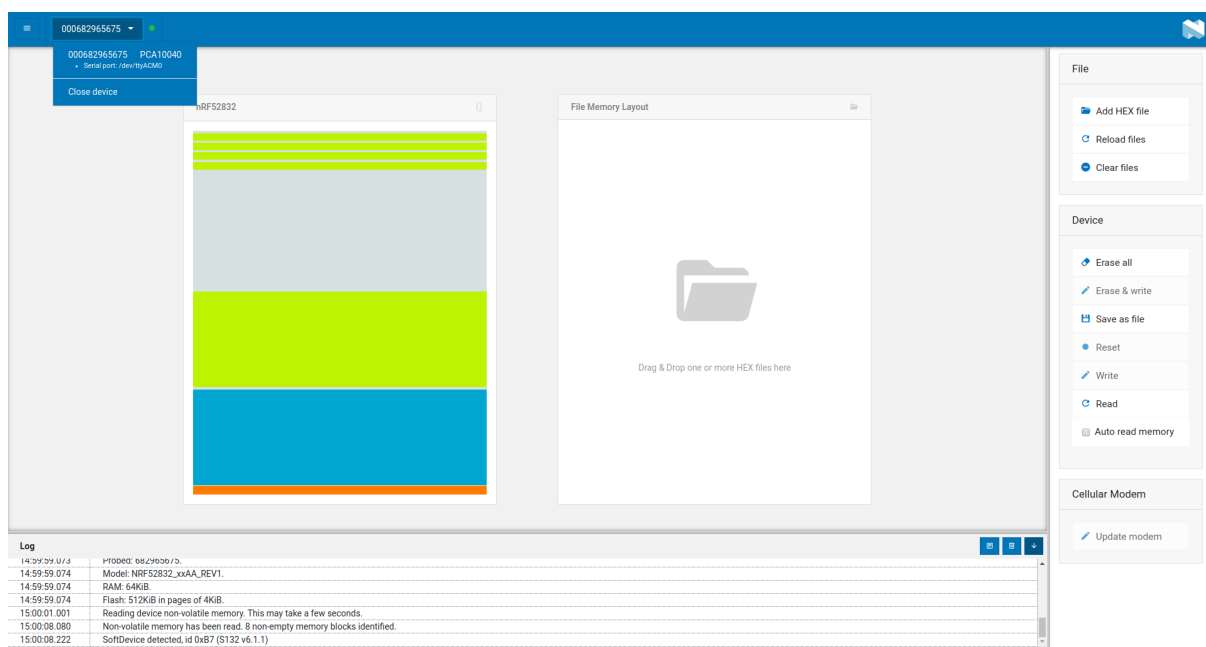 000682965675
000682965675 PCA10040
Serial port: /dev/ttyACM0
Close device
nRF52832
File Memory Layout
Drag & Drop one or more HEX files here
File
Add HEX file
Reload files
Clear files
Device
Erase all
Erase & write
Save as file
Reset
Write
Read
Auto read memory
Cellular Modem
Update modem
Log
14:59:59.073 Probed: 682965675.
14:59:59.074 Model: NRF52832_xxAA_REV1.
14:59:59.074 RAM: 64KiB.
14:59:59.074 Flash: 512KiB in pages of 4KiB.
15:00:01.001 Reading device non-volatile memory. This may take a few seconds.
15:00:08.080 Non-volatile memory has been read. 8 non-empty memory blocks identified.
15:00:08.222 SoftDevice detected, id 0xB7 (S132 v6.1.1)